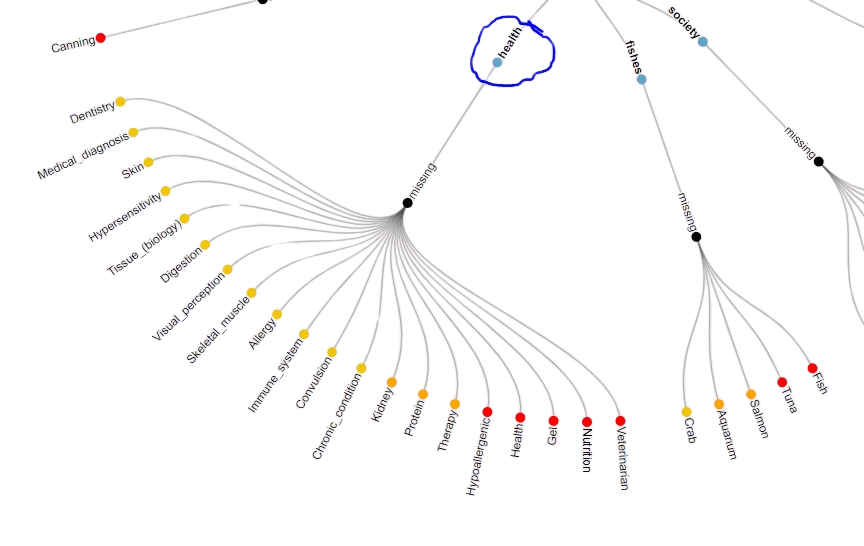 society
health
fishes
Canning
Dentistry
Medical_diagnosis
missing
Skin
missing
Hypersensitivity
missing
Tissue_(biology)
Digestion
Visual_perception
Skeletal_muscle
Allergy
Immune_system
Convulsion
Chronic_condition
Kidney
Protein
Therapy
Hypoallergenic
Health
Gel
Nutrition
Veterinarian
Crab
Aquarium
Salmon
Tuna
Fish